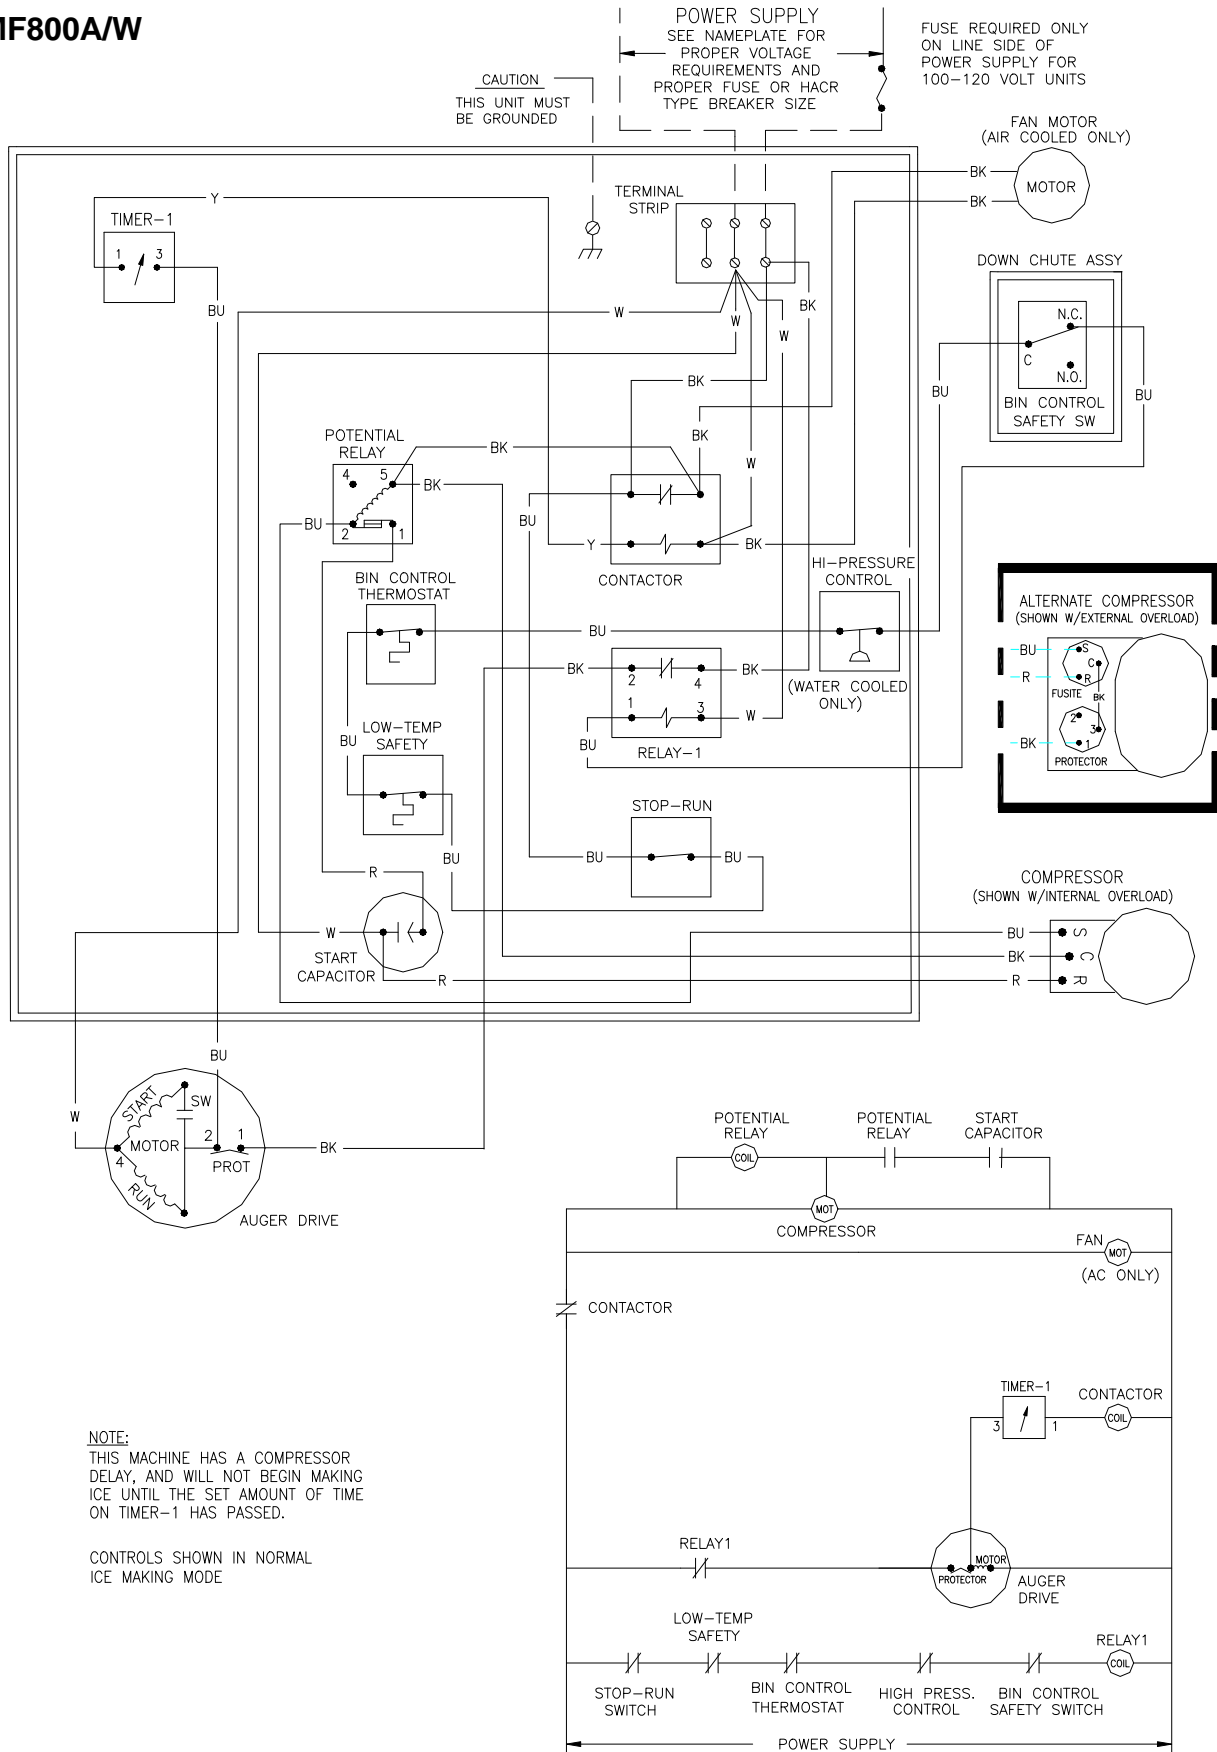 MF800A/W
POWER SUPPLY
SEE NAMEPLATE FOR
PROPER VOLTAGE
REQUIREMENTS AND
PROPER FUSE OR HACR
TYPE BREAKER SIZE
FUSE REQUIRED ONLY
ON LINE SIDE OF
POWER SUPPLY FOR
100-120 VOLT UNITS
CAUTION
THIS UNIT MUST
BE GROUNDED
FAN MOTOR
(AIR COOLED ONLY)
MOTOR
BK
BK
TERMINAL
STRIP
Y
TIMER-1
1 3
BU
W
W
W
BK
DOWN CHUTE ASSY
N.C.
C
N.O.
BIN CONTROL
SAFETY SW
BU
BU
BK
BK
W
POTENTIAL
RELAY
4 5
2 1
BK
BK
BU
BU
Y
BK
CONTACTOR
HI-PRESSURE
CONTROL
(WATER COOLED
ONLY)
BIN CONTROL
THERMOSTAT
BU
BK
2 4
1 3
BK
W
BU
RELAY-1
LOW-TEMP
SAFETY
BU
BU
STOP-RUN
BU
BU
R
W
START
CAPACITOR
R
ALTERNATE COMPRESSOR
(SHOWN W/EXTERNAL OVERLOAD)
BU
R
S
C
R
FUSITE
BK
BK
2
3
1
PROTECTOR
COMPRESSOR
(SHOWN W/INTERNAL OVERLOAD)
BU
BK
R
S
C
R
BU
W
START
SW
MOTOR
2 1
4
PROT
RUN
BK
AUGER DRIVE
POTENTIAL
RELAY
POTENTIAL
RELAY
START
CAPACITOR
COIL
MOT
COMPRESSOR
FAN
MOT
(AC ONLY)
CONTACTOR
TIMER-1
3 1
CONTACTOR
COIL
NOTE:
THIS MACHINE HAS A COMPRESSOR
DELAY, AND WILL NOT BEGIN MAKING
ICE UNTIL THE SET AMOUNT OF TIME
ON TIMER-1 HAS PASSED.
CONTROLS SHOWN IN NORMAL
ICE MAKING MODE
RELAY1
MOTOR
PROTECTOR
AUGER
DRIVE
LOW-TEMP
SAFETY
RELAY1
COIL
STOP-RUN
SWITCH
BIN CONTROL
THERMOSTAT
HIGH PRESS.
CONTROL
BIN CONTROL
SAFETY SWITCH
POWER SUPPLY